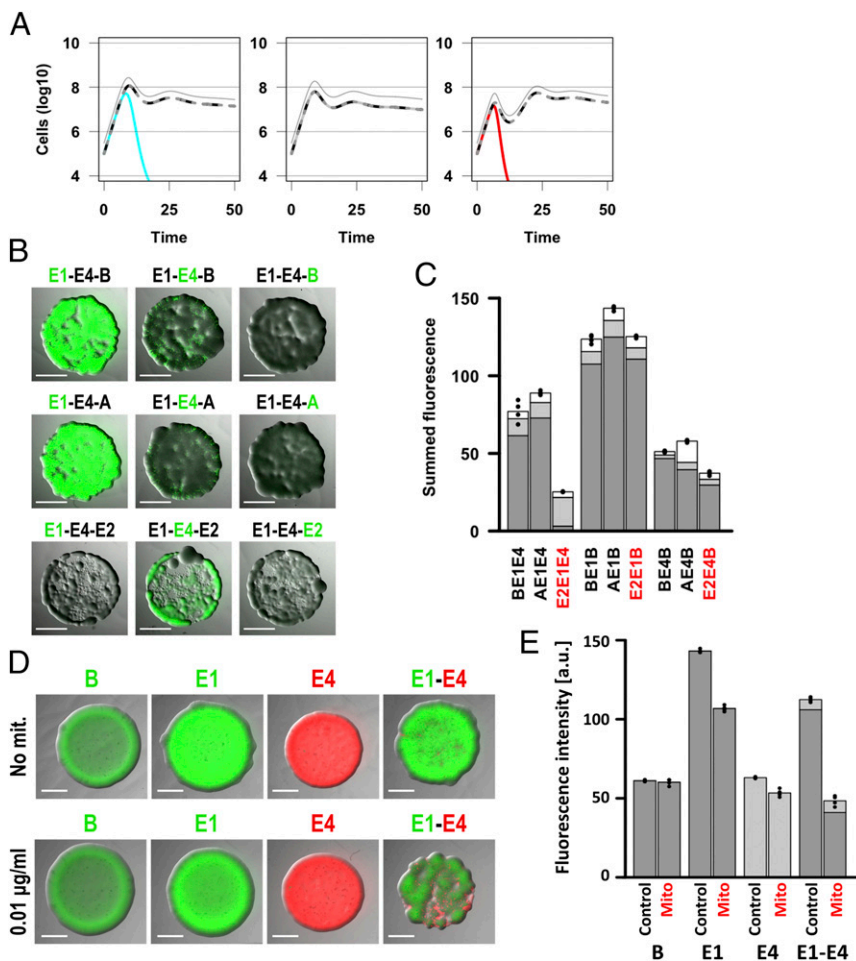 A
Cells (log10)
10
8
6
4
0 25 50
Time
10
8
6
4
0 25 50
Time
10
8
6
4
0 25 50
Time
B
E1-E4-B E1-E4-B E1-E4-B
E1-E4-A E1-E4-A E1-E4-A
E1-E4-E2 E1-E4-E2 E1-E4-E2
C
Summed fluorescence
150
100
50
0
BE1E4
AE1E4
E2E1E4
BE1B
AE1B
E2E1B
BE4B
AE4B
E2E4B
D
B E1 E4 E1-E4
No mit.
0.01 µg/ml
E
Fluorescence intensity [a.u.]
150
100
50
0
Control Mito Control Mito Control Mito Control Mito
B E1 E4 E1-E4